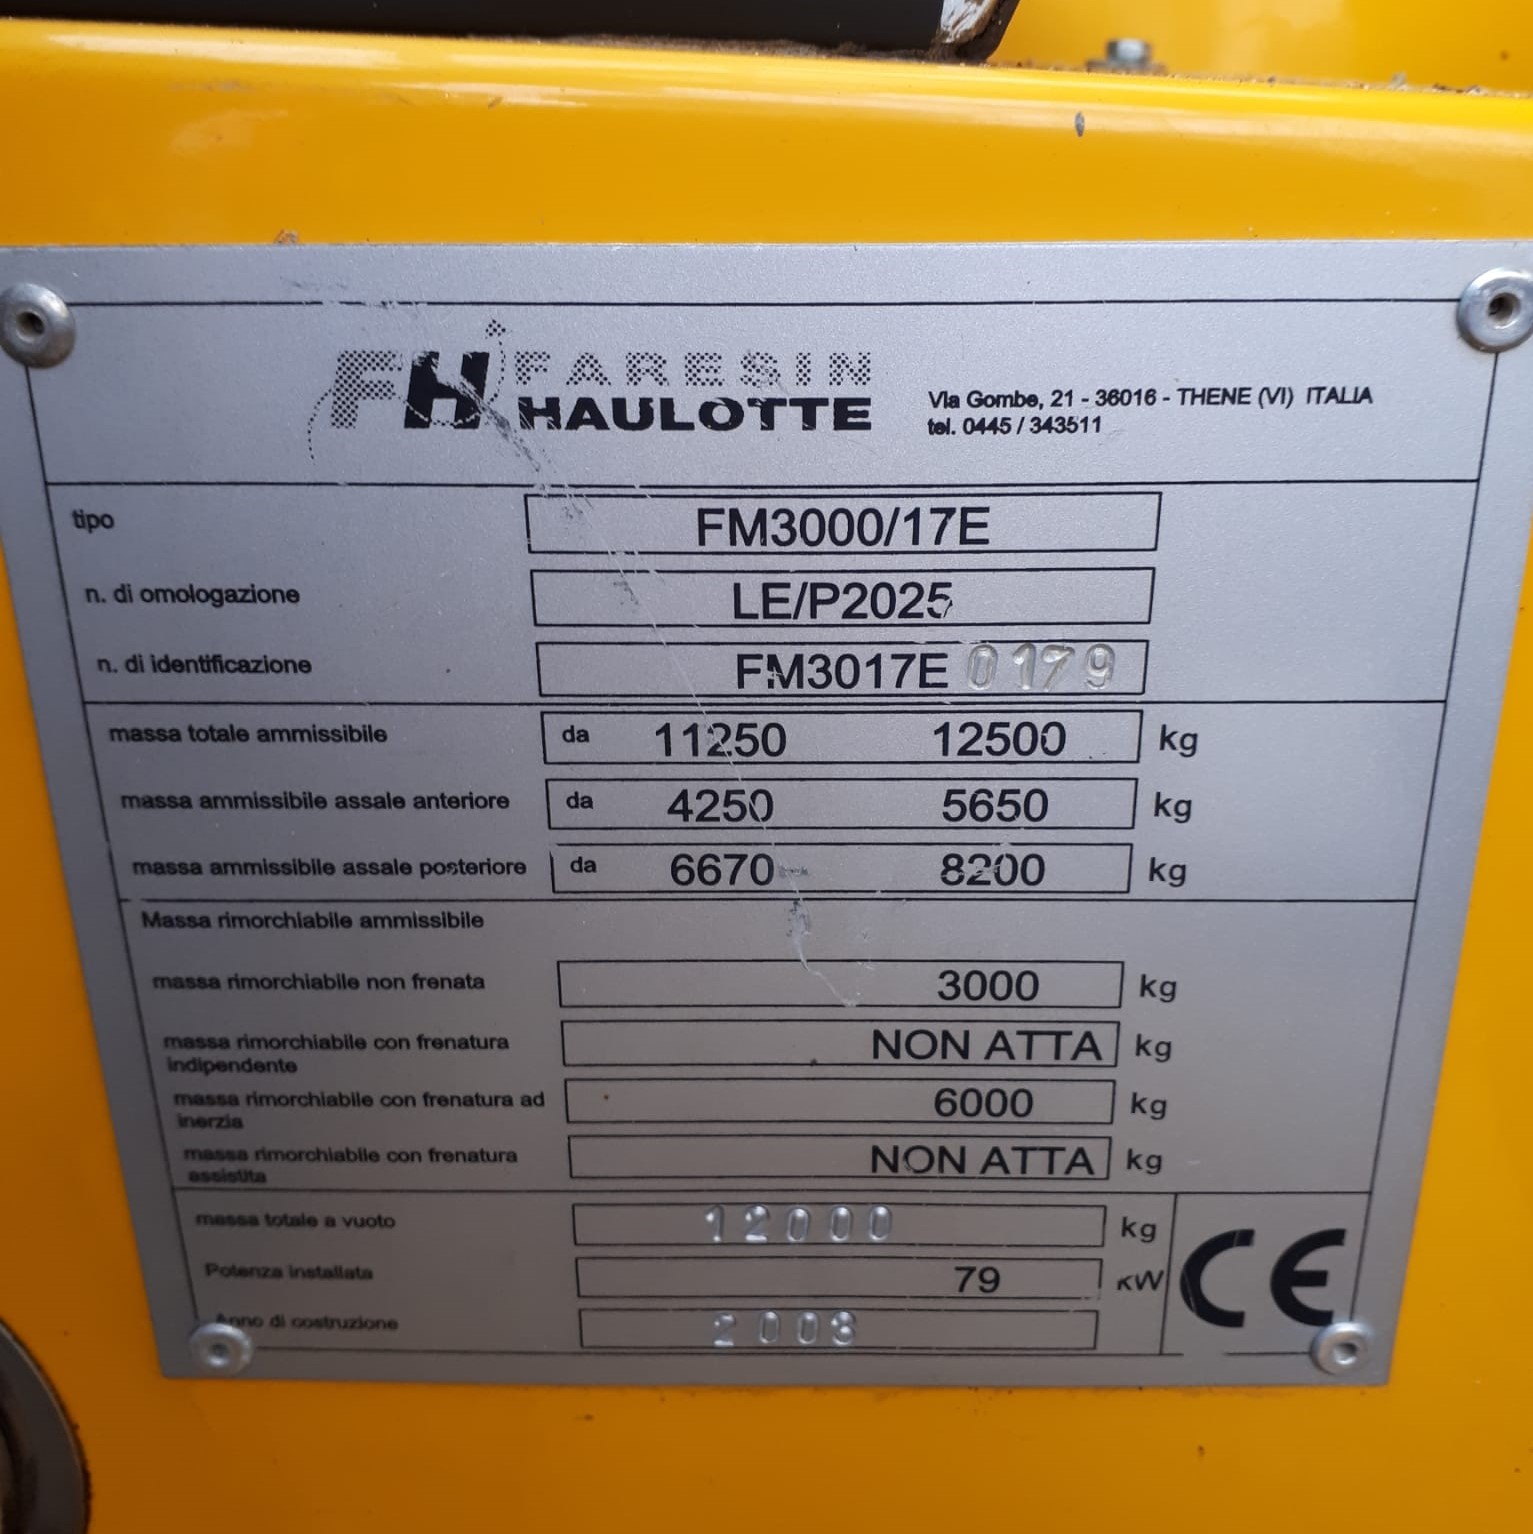 FH FARESIN
HAULOTTE
Via Gombe, 21 - 36016 - THENE (VI) ITALIA
tel. 0445 / 343511
tipo FM3000/17E
n. di omologazione LE/P2025
n. di identificazione FM3017E 0179
massa totale ammissibile da 11250 12500 kg
massa ammissibile assale anteriore da 4250 5650 kg
massa ammissibile assale posteriore da 6670 8200 kg
Massa rimorchiabile ammissibile
massa rimorchiabile non frenata 3000 kg
massa rimorchiabile con frenatura
indipendente NON ATTA kg
massa rimorchiabile con frenatura ad
inerzia 6000 kg
massa rimorchiabile con frenatura
assistita NON ATTA kg
massa totale a vuoto 12000 kg
Potenza installata 79 kW
Anno di costruzione 2008
CE